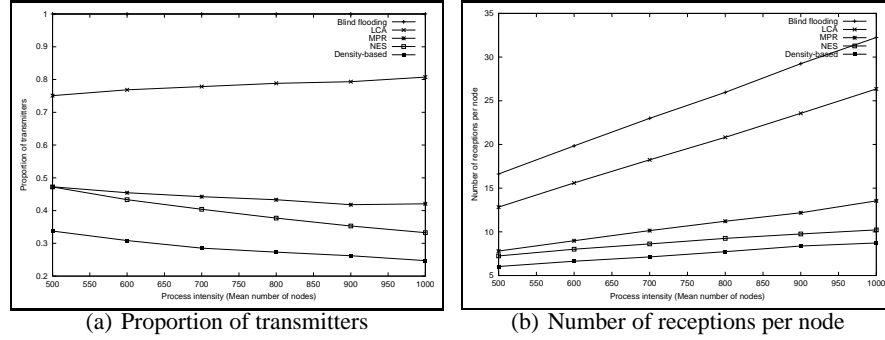 Blind flooding
LCA
MPR
NES
Density-based
1
0.9
0.8
0.7
0.6
0.5
0.4
0.3
0.2
Proportion of transmitters
500 550 600 650 700 750 800 850 900 950 1000
Process intensity (Mean number of nodes)
(a) Proportion of transmitters
Blind flooding
LCA
MPR
NES
Density-based
35
30
25
20
15
10
5
Number of receptions per node
500 550 600 650 700 750 800 850 900 950 1000
Process intensity (Mean number of nodes)
(b) Number of receptions per node